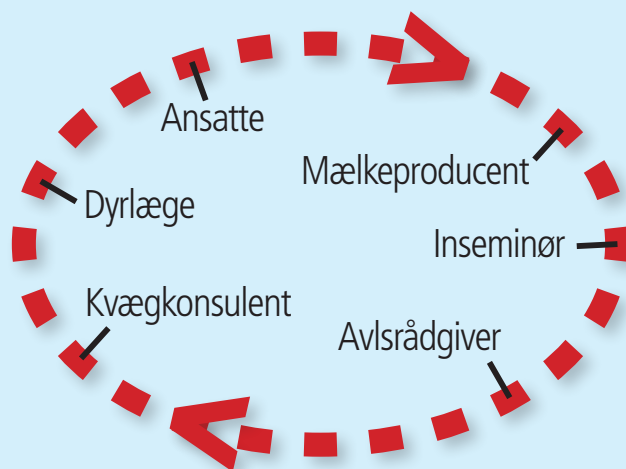 Ansatte
Mælkeproducent
Dyrlæge
Inseminør
Kvægkonsulent
Avlsrådgiver